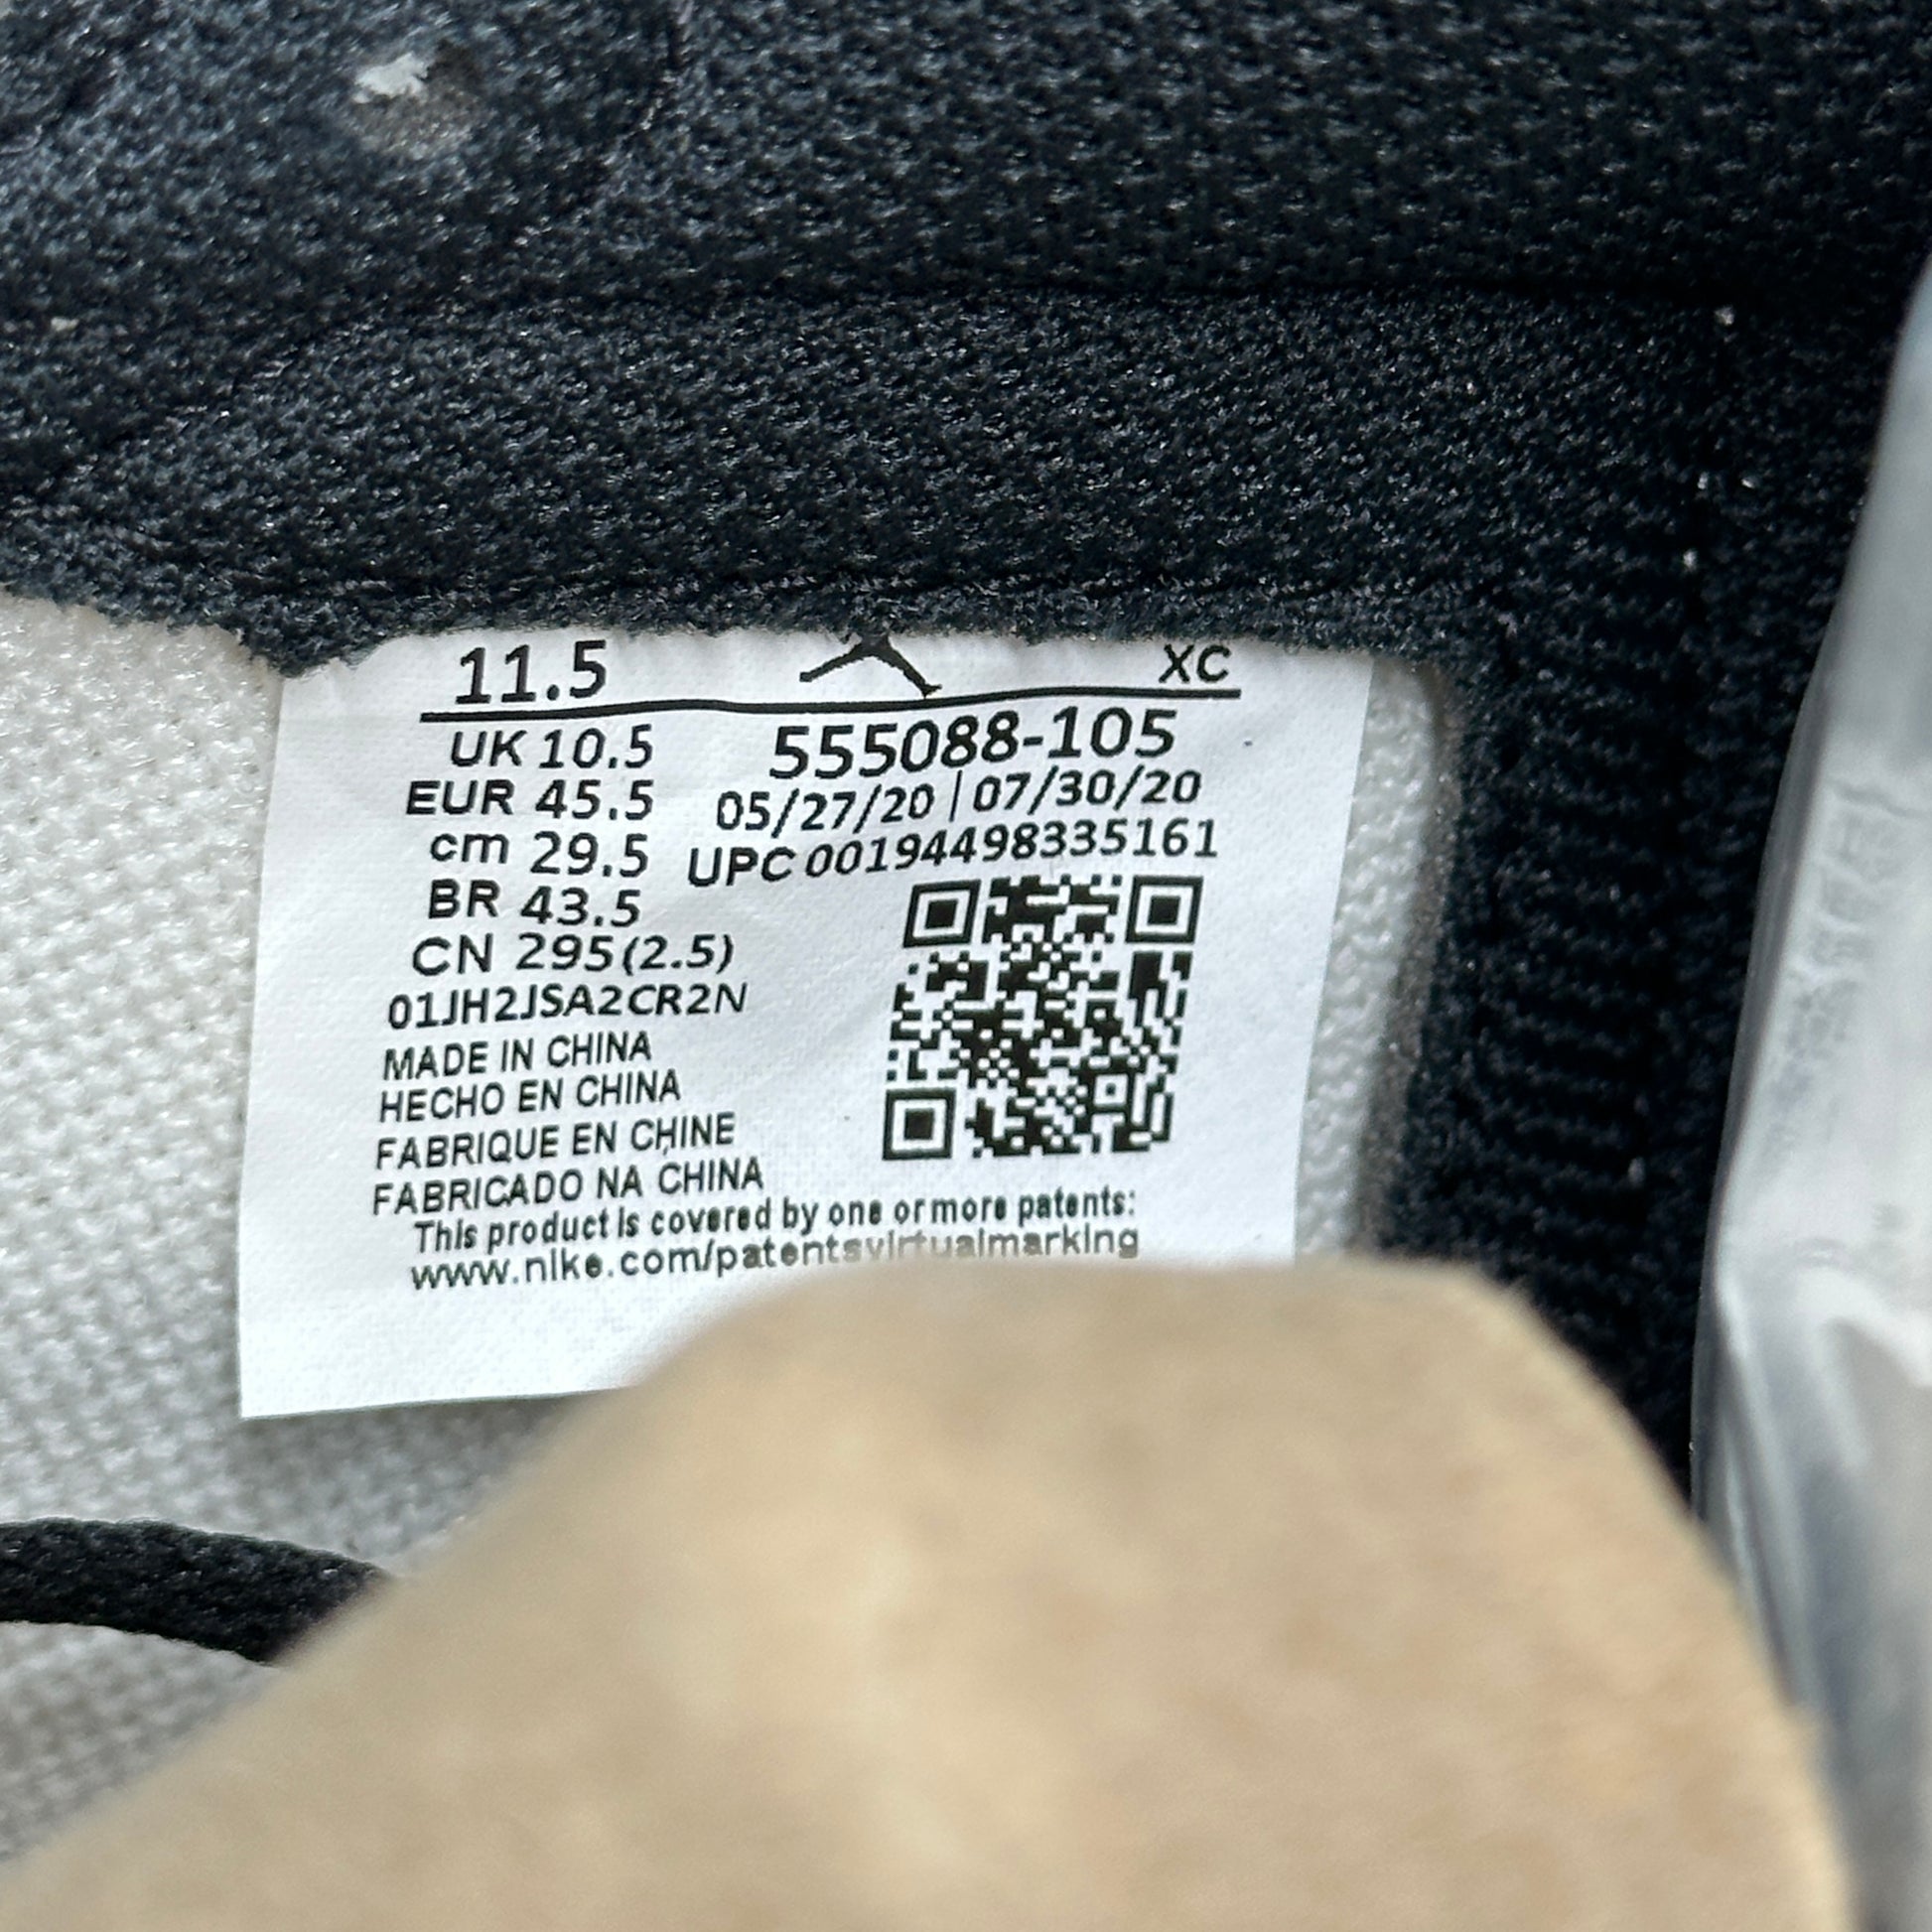 11.5 XC
UK 10.5 555088-105
EUR 45.5 05/27/20 | 07/30/20
cm 29.5 UPC 00194498335161
BR 43.5
CN 295(2.5)
01JH2JSA2CR2N
MADE IN CHINA
HECHO EN CHINA
FABRIQUE EN CHINE
FABRICADO NA CHINA
This product is covered by one or more patents:
www.nike.com/patentsvirtualmarking